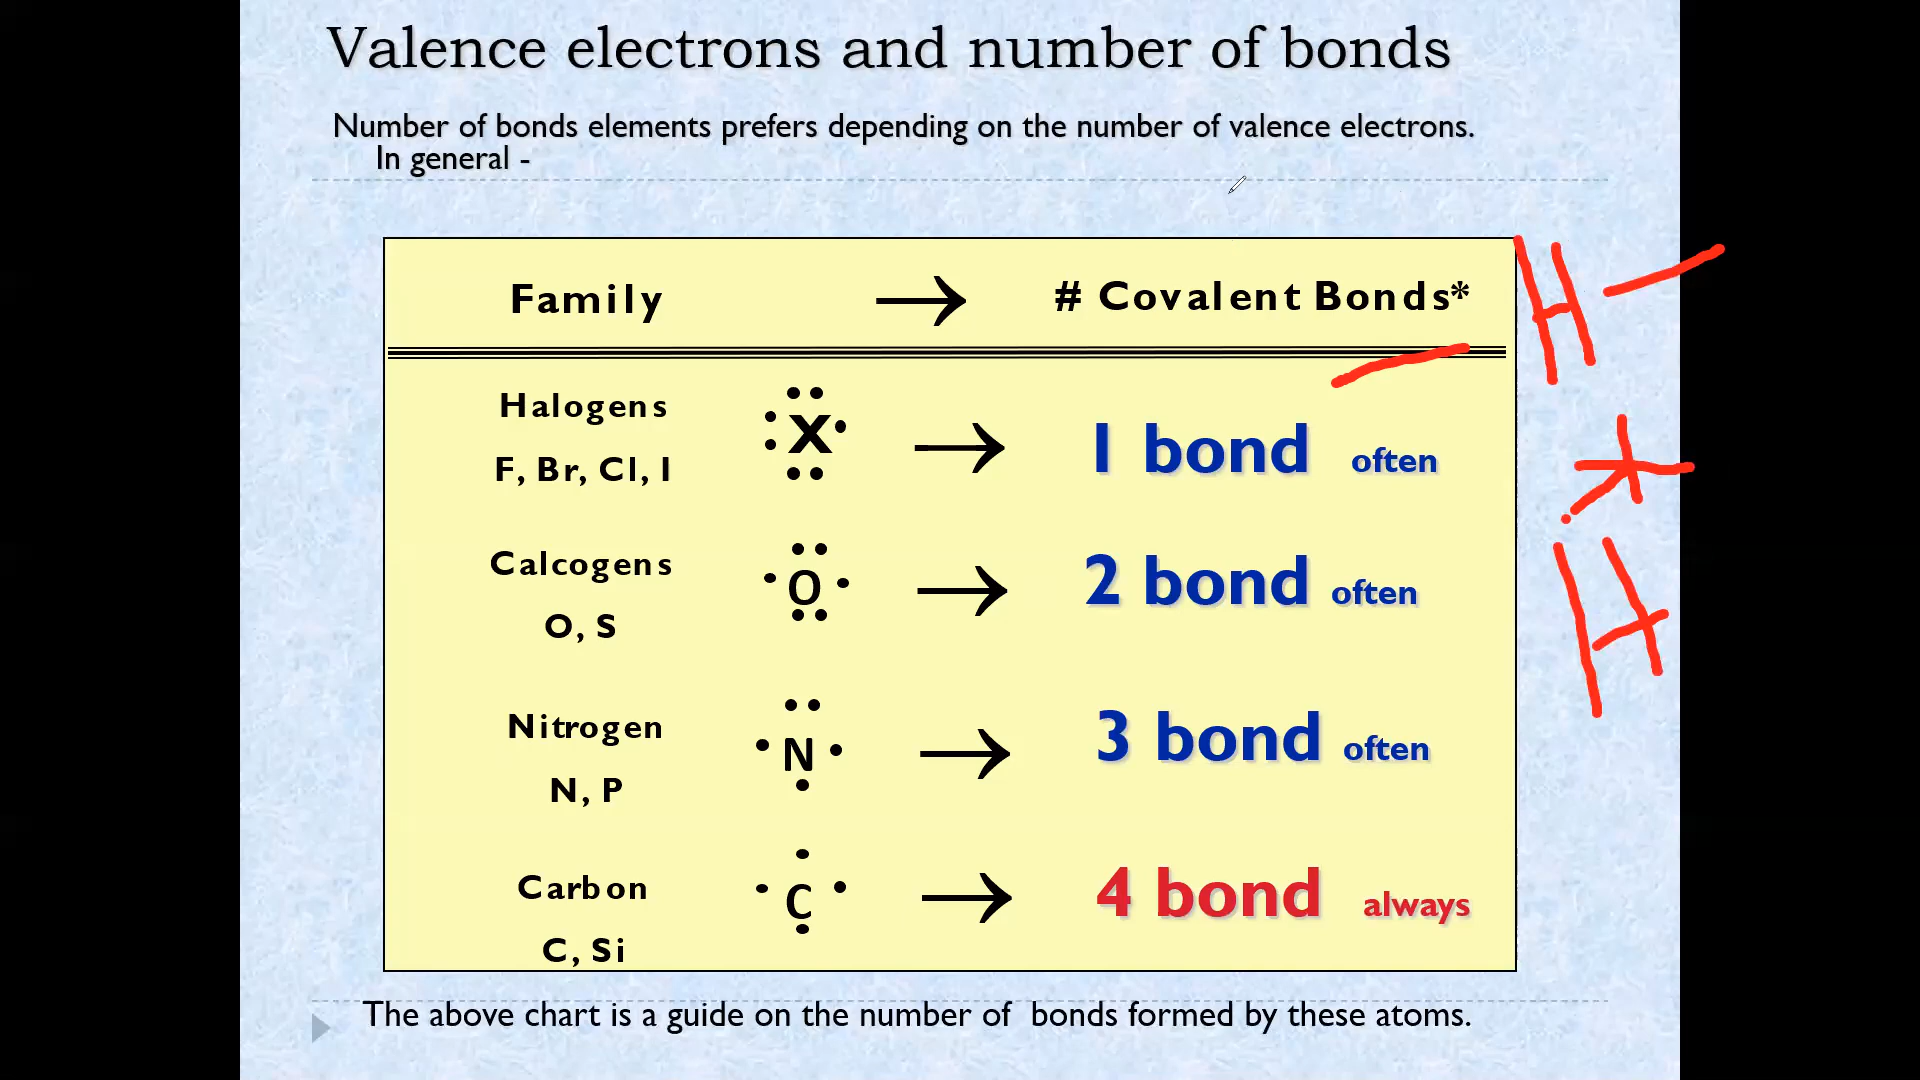 Valence electrons and number of bonds
Number of bonds elements prefers depending on the number of valence electrons.
In general -
Family → # Covalent Bonds*
Halogens
F, Br, Cl, I
X → 1 bond often
Calcogens
O, S
O → 2 bond often
Nitrogen
N, P
N → 3 bond often
Carbon
C, Si
C → 4 bond always
The above chart is a guide on the number of bonds formed by these atoms.
H –
*
H